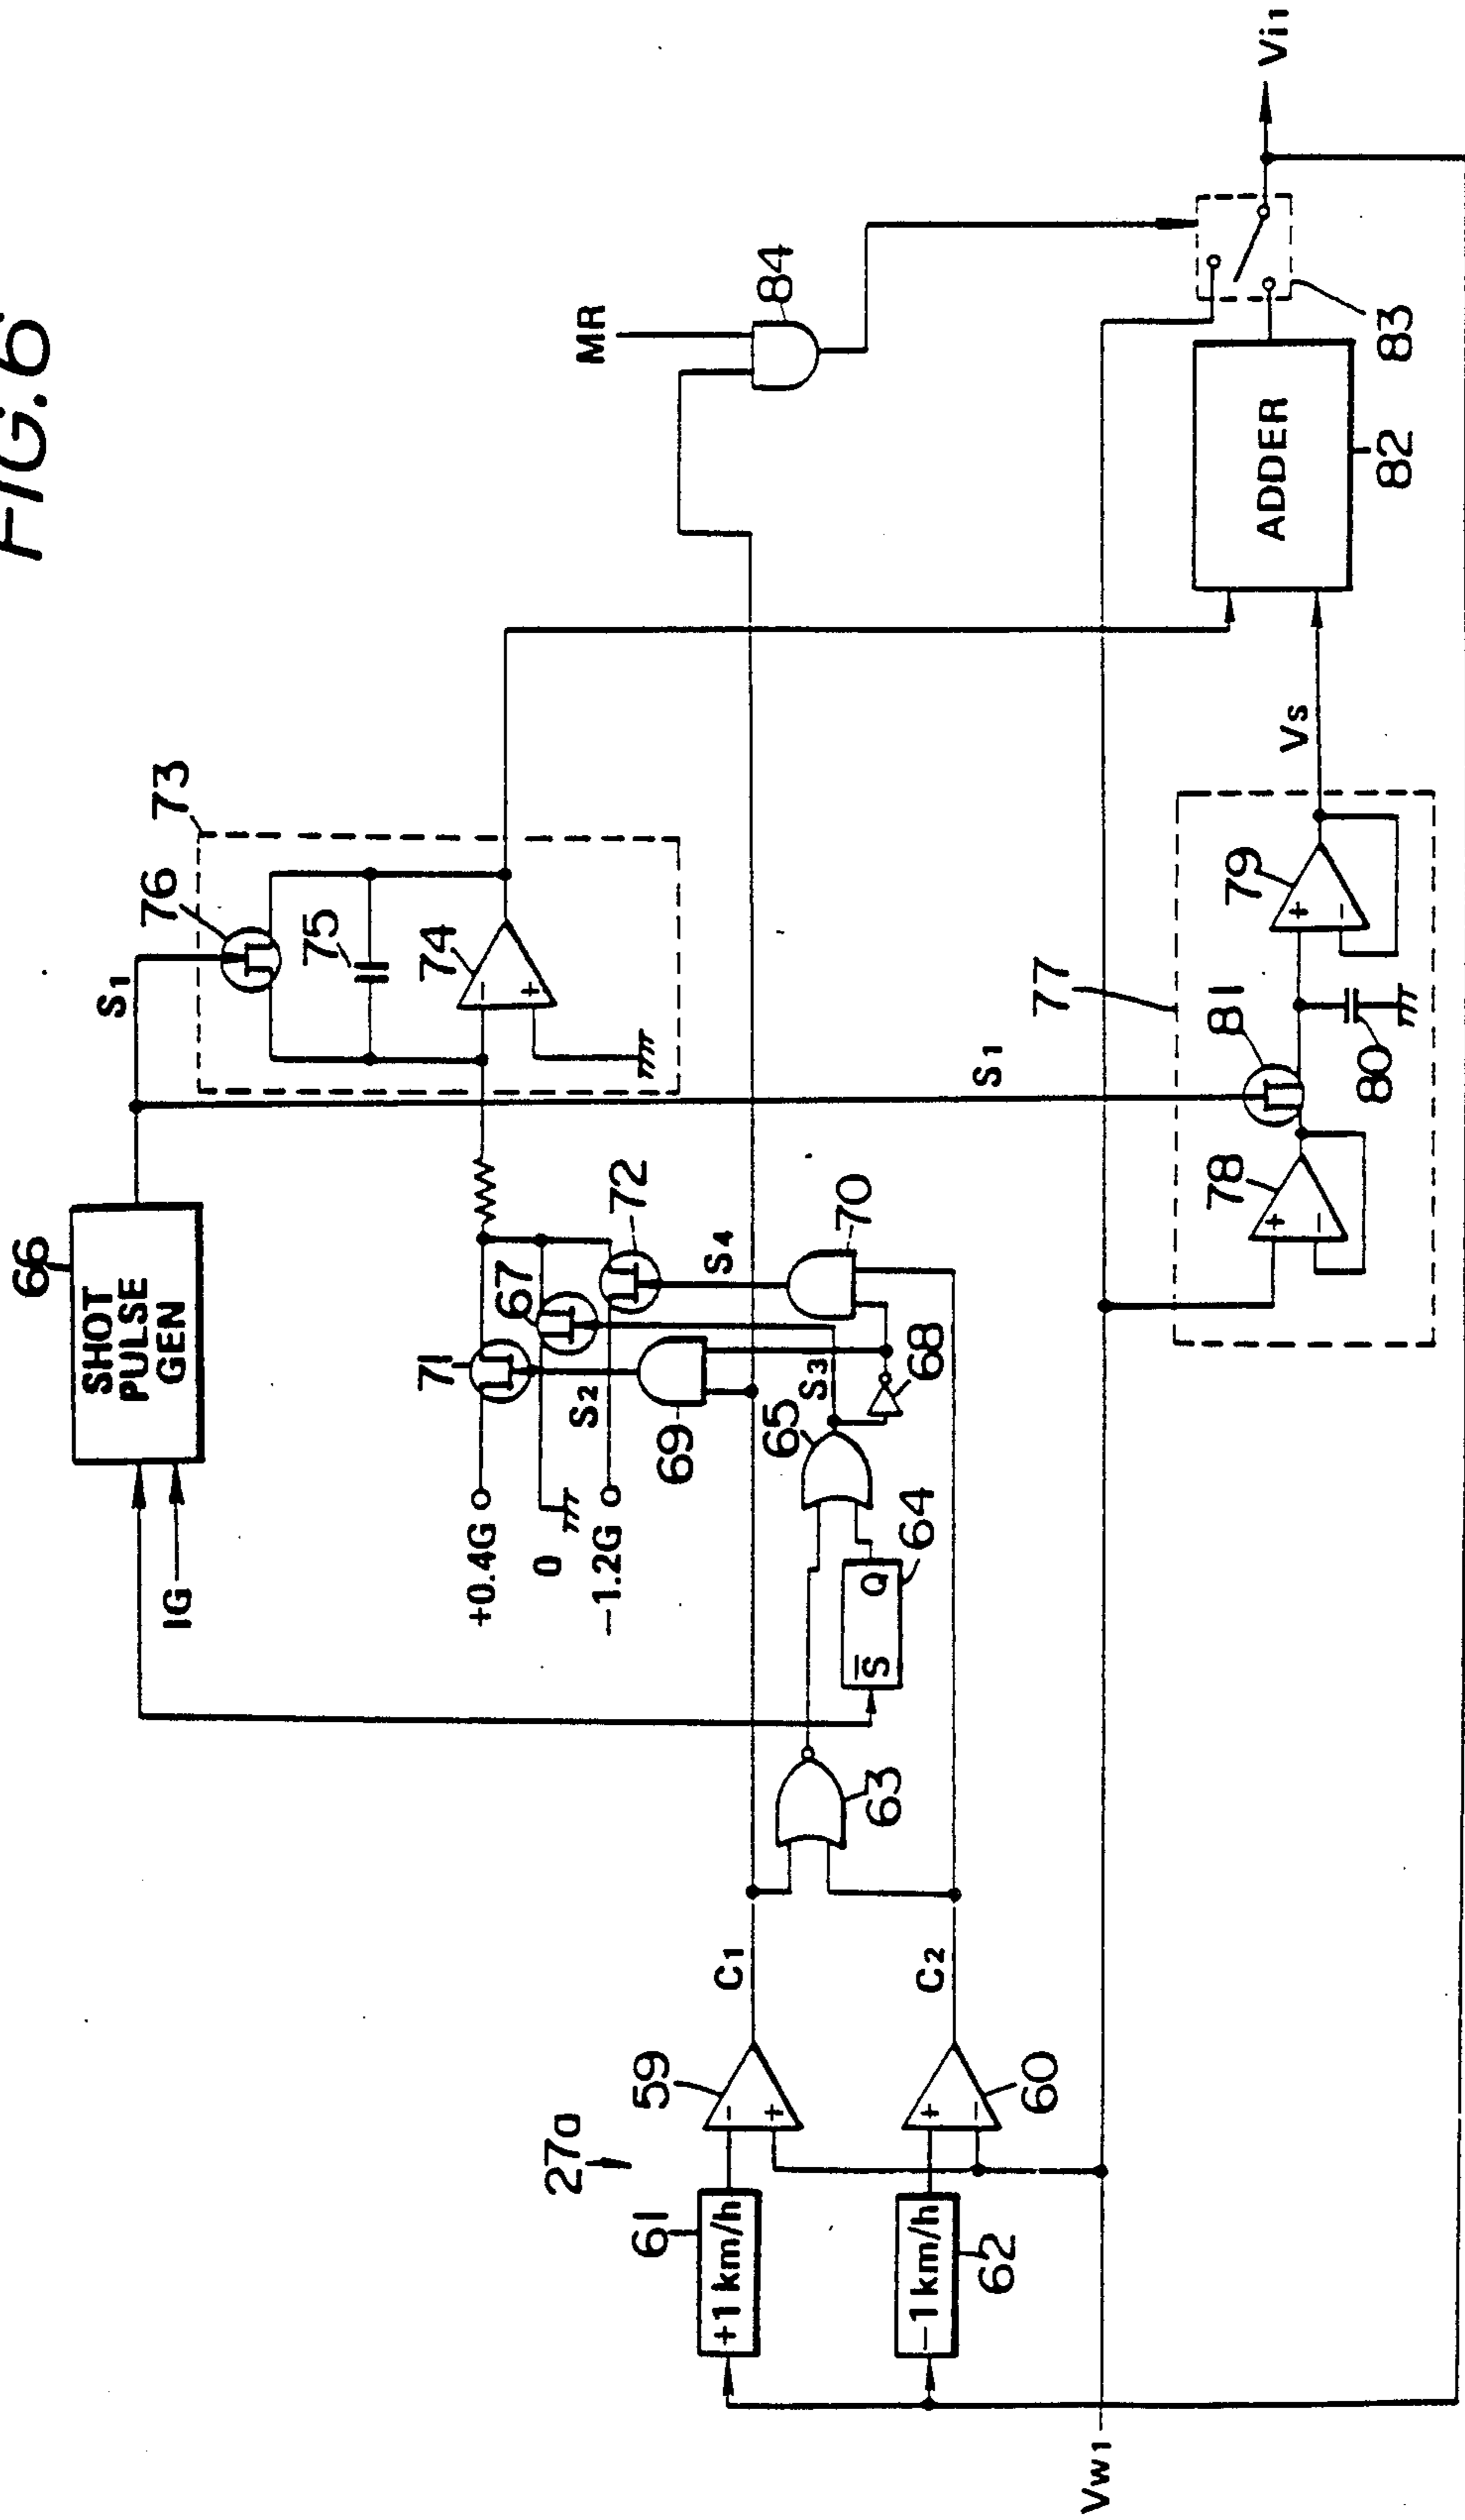 FIG.6
66
SHOT
PULSE
GEN
IG
S1
76
73
75
74
+0.4G
0
-1.2G
71
67
72
S2
S4
69
S3
70
65
68
64
S
Q
63
C1
C2
59
60
270
61
+1 km/h
-1 km/h
62
Vw1
S1
77
78
81
80
79
Vs
MR
84
ADDER
82
83
Vi1
+
-
+
-
+
-
+
-
+
-